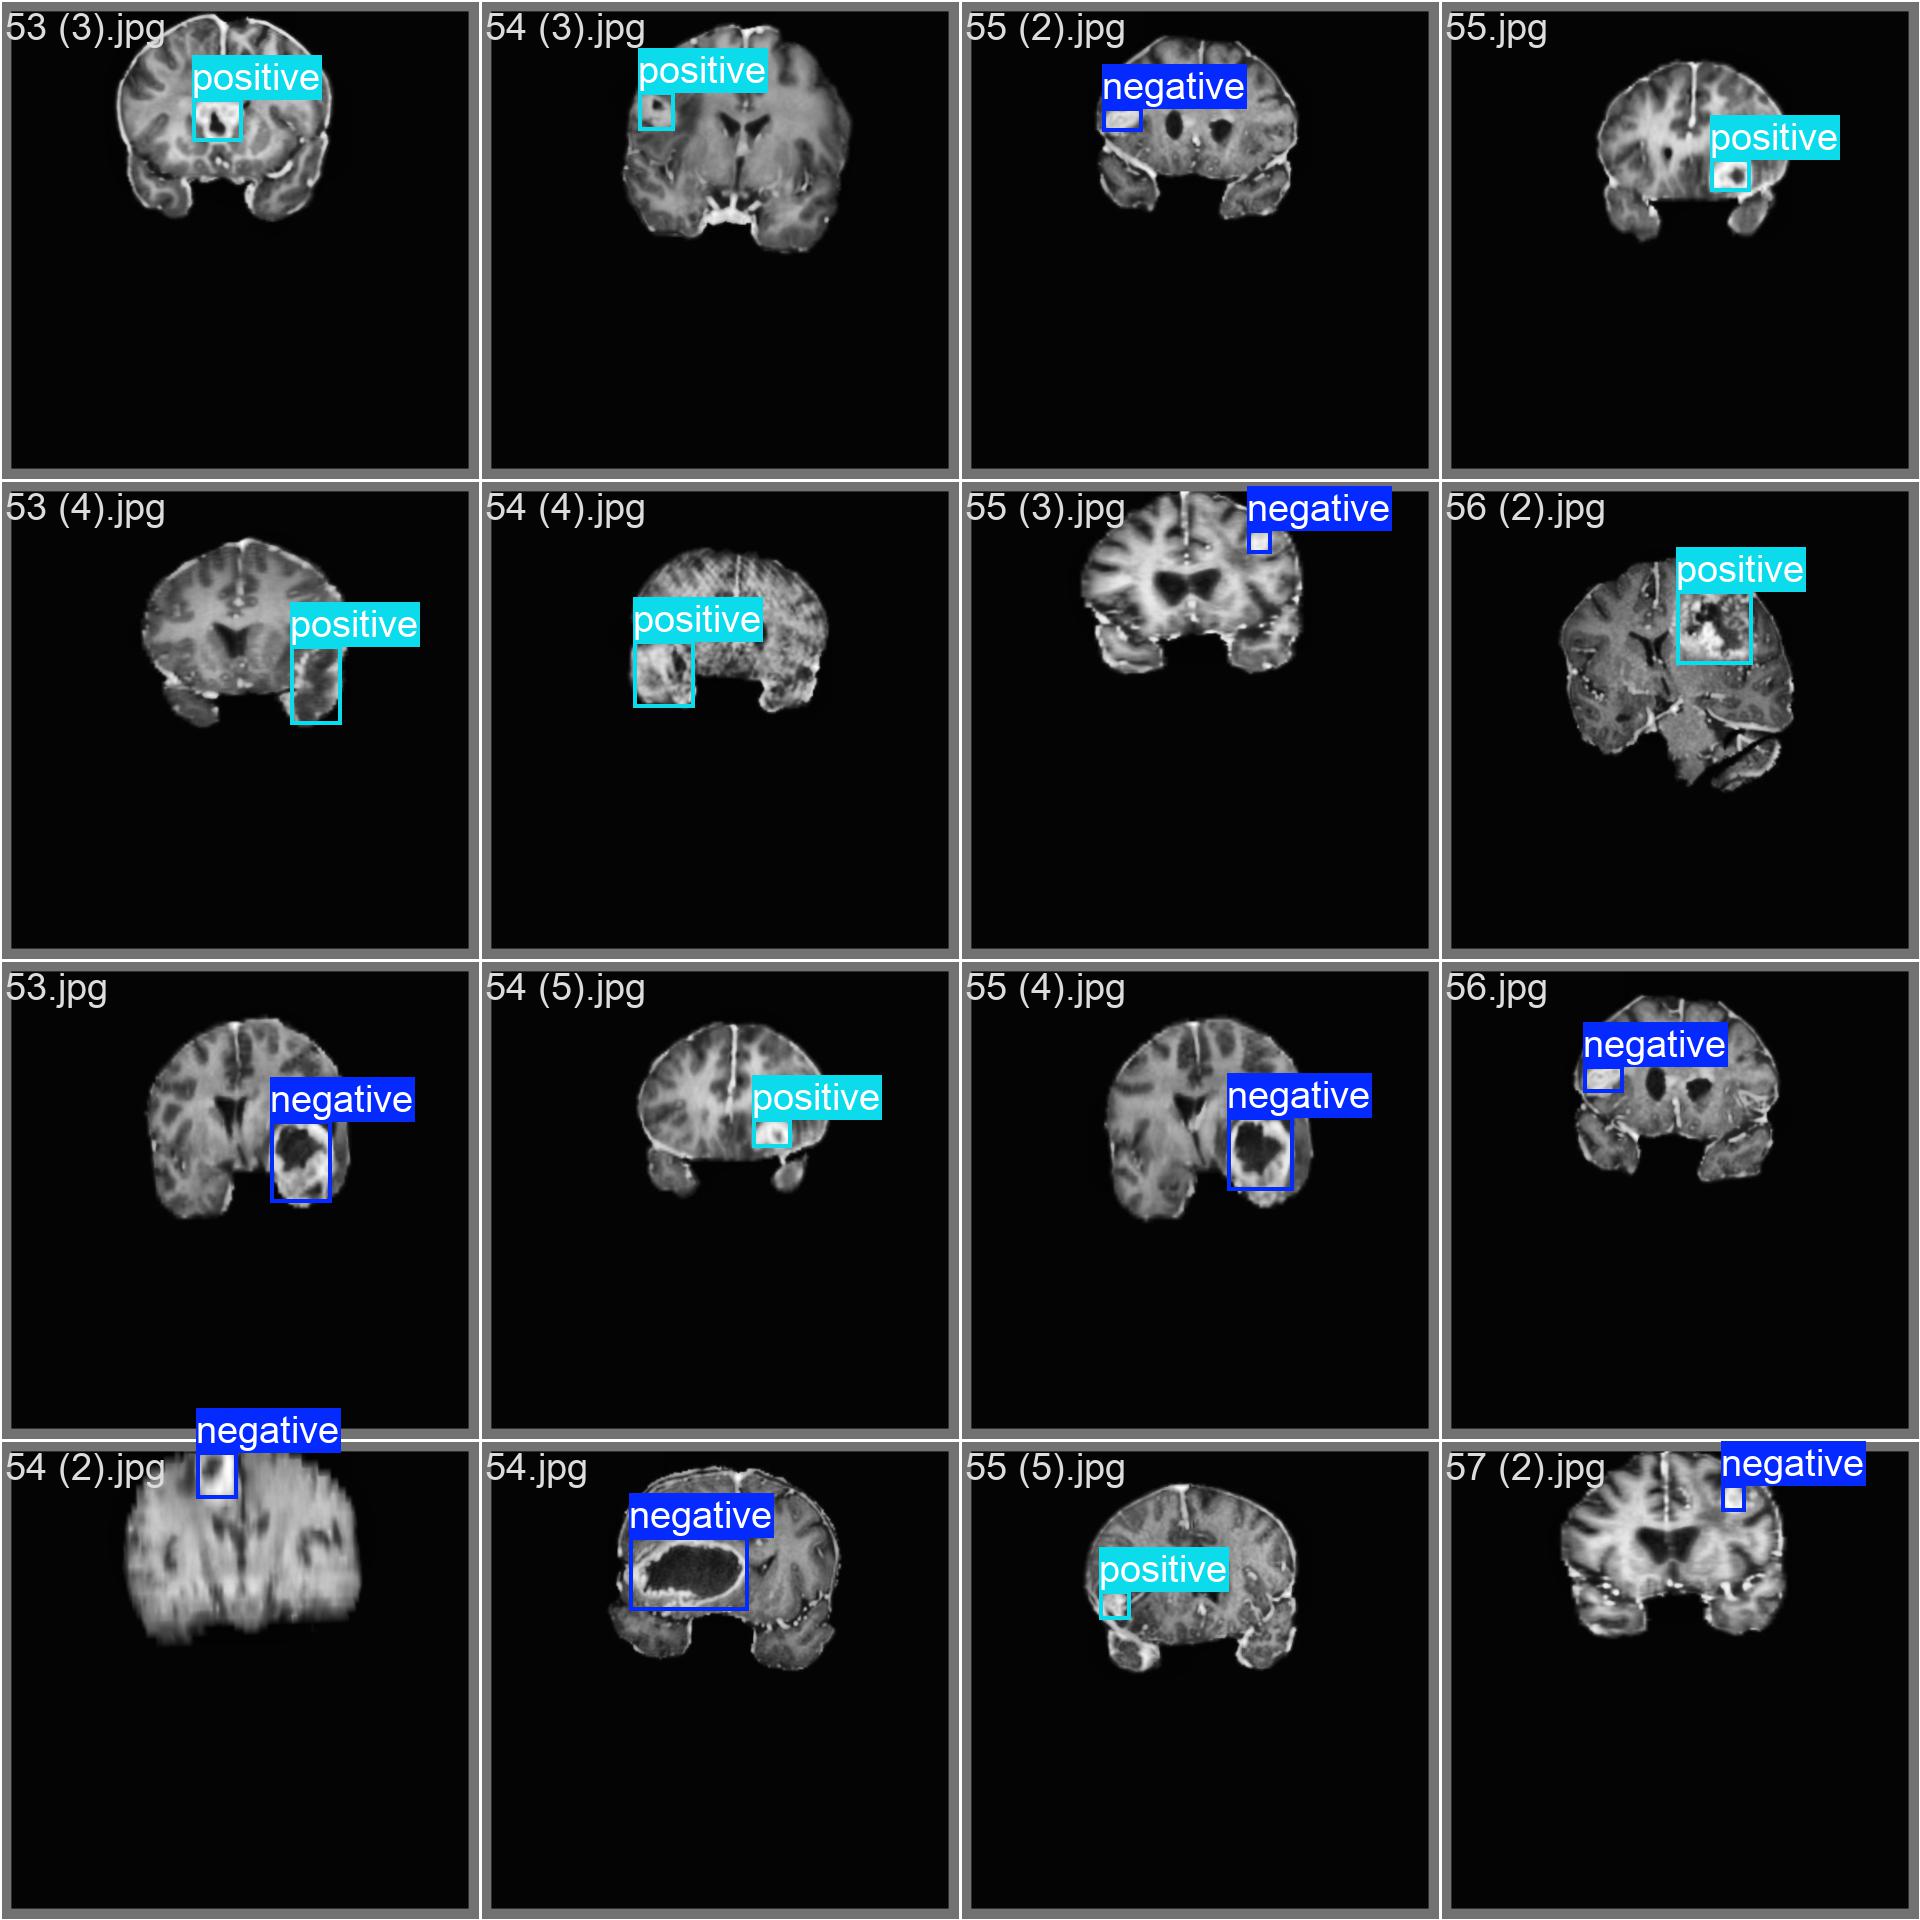 53 (3).jpg
positive
54 (3).jpg
positive
55 (2).jpg
negative
55.jpg
positive
53 (4).jpg
positive
54 (4).jpg
positive
55 (3).jpg
negative
56 (2).jpg
positive
53.jpg
negative
54 (5).jpg
positive
55 (4).jpg
negative
56.jpg
negative
54 (2).jpg
negative
54.jpg
negative
55 (5).jpg
positive
57 (2).jpg
negative